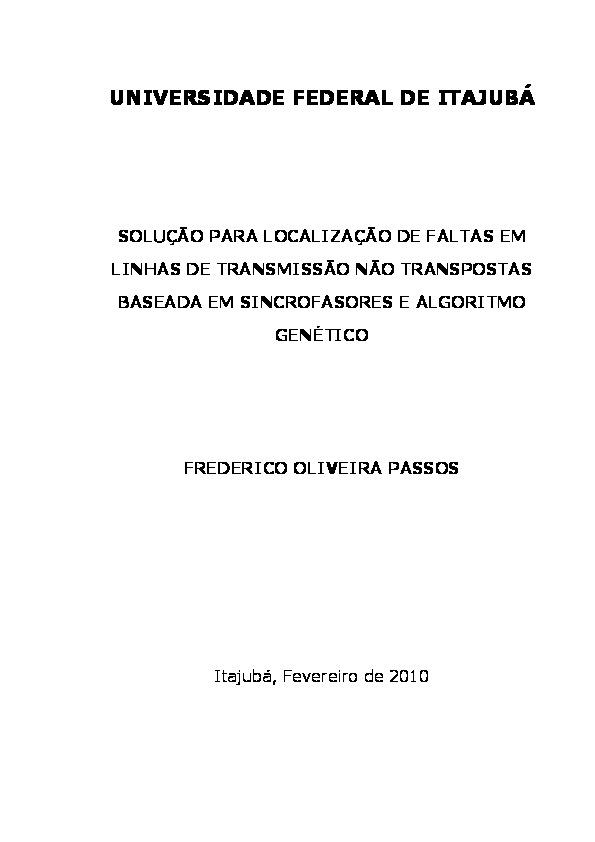 UNIVERSIDADE FEDERAL DE ITAJUBÁ
SOLUÇÃO PARA LOCALIZAÇÃO DE FALTAS EM
LINHAS DE TRANSMISSÃO NÃO TRANSPOSTAS
BASEADA EM SINCROFASORES E ALGORITMO
GENÉTICO
FREDERICO OLIVEIRA PASSOS
Itajubá, Fevereiro de 2010